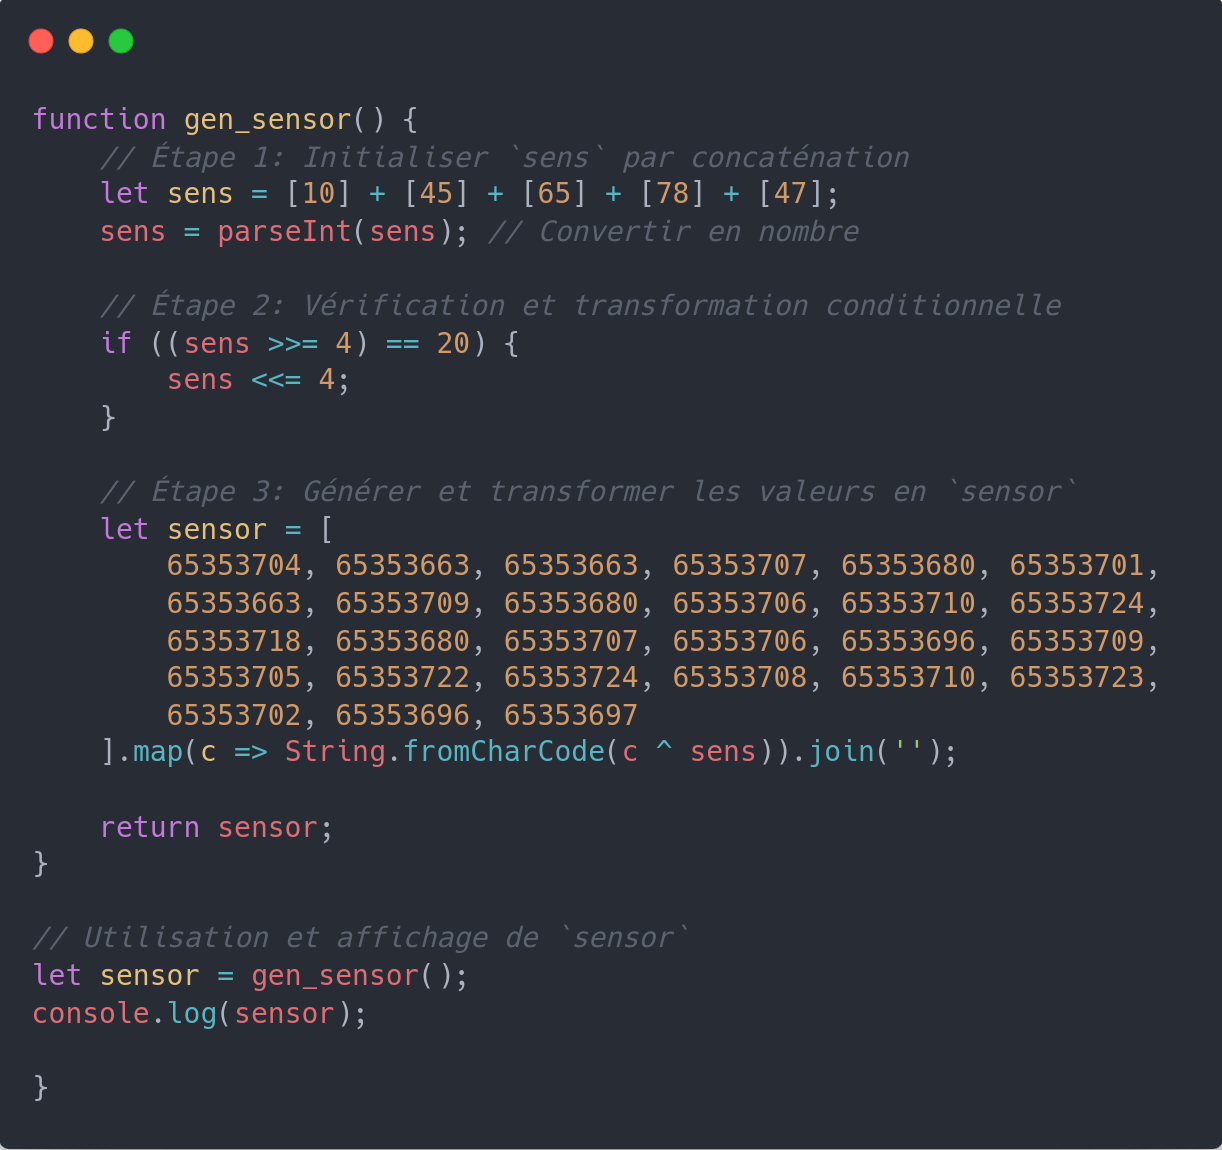 function gen_sensor() {
    // Étape 1: Initialiser `sens` par concaténation
    let sens = [10] + [45] + [65] + [78] + [47];
    sens = parseInt(sens); // Convertir en nombre
    // Étape 2: Vérification et transformation conditionnelle
    if ((sens >>= 4) == 20) {
        sens <<= 4;
    }
    // Étape 3: Générer et transformer les valeurs en `sensor`
    let sensor = [
        65353704, 65353663, 65353663, 65353707, 65353680, 65353701,
        65353663, 65353709, 65353680, 65353706, 65353710, 65353724,
        65353718, 65353680, 65353707, 65353706, 65353696, 65353709,
        65353705, 65353722, 65353724, 65353708, 65353710, 65353723,
        65353702, 65353696, 65353697
    ].map(c => String.fromCharCode(c ^ sens)).join('');
    return sensor;
}
// Utilisation et affichage de `sensor`
let sensor = gen_sensor();
console.log(sensor);
}